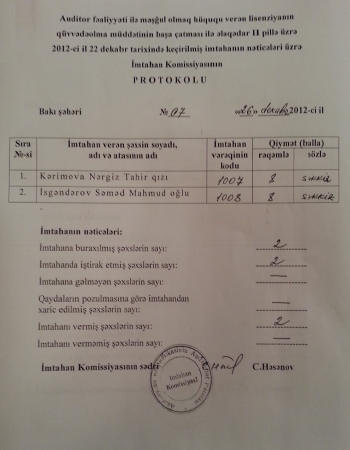 Auditor fəaliyyəti ilə məşğul olmaq hüququ verən lisenziyanın
qüvvədəolma müddətinin başa çatması ilə əlaqədar II pillə üzrə
2012-ci il 22 dekabr tarixində keçirilmiş imtahanın nəticələri üzrə
İmtahan Komissiyasının
PROTOKOLU
Bakı şəhəri № 07 «26» dekabr 2012-ci il
Sıra №-si İmtahan verən şəxsin soyadı, adı və atasının adı İmtahan vərəqinin kodu Qiymət (balla) rəqəmlə sözlə
1. Kərimova Nərgiz Tahir qızı 1007 8 səkkiz
2. İsgəndərov Səməd Mahmud oğlu 1008 8 səkkiz
İmtahanın nəticələri:
İmtahana buraxılmış şəxslərin sayı: 2
İmtahanda iştirak etmiş şəxslərin sayı: 2
İmtahana gəlməyən şəxslərin sayı: —
Qaydaların pozulmasına görə imtahandan
xaric edilmiş şəxslərin sayı: —
İmtahanı vermiş şəxslərin sayı: 2
İmtahanı verməmiş şəxslərin sayı: —
İmtahan Komissiyasının sədri C.Həsənov
İmtahan
Komissiyası